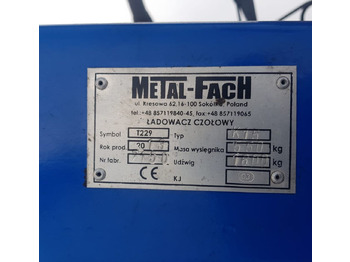 METAL-FACH
ul. Kresowa 62,16-100 Sokółka, Poland
tel:+48 857119840-45, fax +48 857119065
ŁADOWACZ CZOŁOWY
Symbol T229 Typ
Rok prod. 20 Masa wysięgnika kg
Nr fabr. Udźwig kg
CE KJ